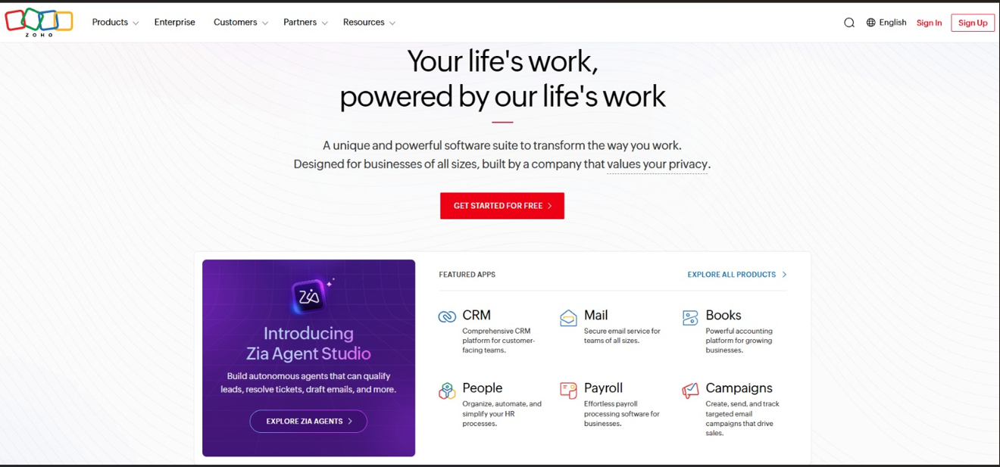 ZOHO
Products
Enterprise
Customers
Partners
Resources
English
Sign In
Sign Up
Your life's work,
powered by our life's work
A unique and powerful software suite to transform the way you work.
Designed for businesses of all sizes, built by a company that values your privacy.
GET STARTED FOR FREE
Zia
Introducing
Zia Agent Studio
Build autonomous agents that can qualify
leads, resolve tickets, draft emails, and more.
EXPLORE ZIA AGENTS
FEATURED APPS
EXPLORE ALL PRODUCTS
CRM
Comprehensive CRM
platform for customer-
facing teams.
Mail
Secure email service for
teams of all sizes.
Books
Powerful accounting
platform for growing
businesses.
People
Organize, automate, and
simplify your HR
processes.
Payroll
Effortless payroll
processing software for
businesses.
Campaigns
Create, send, and track
targeted email
campaigns that drive
sales.